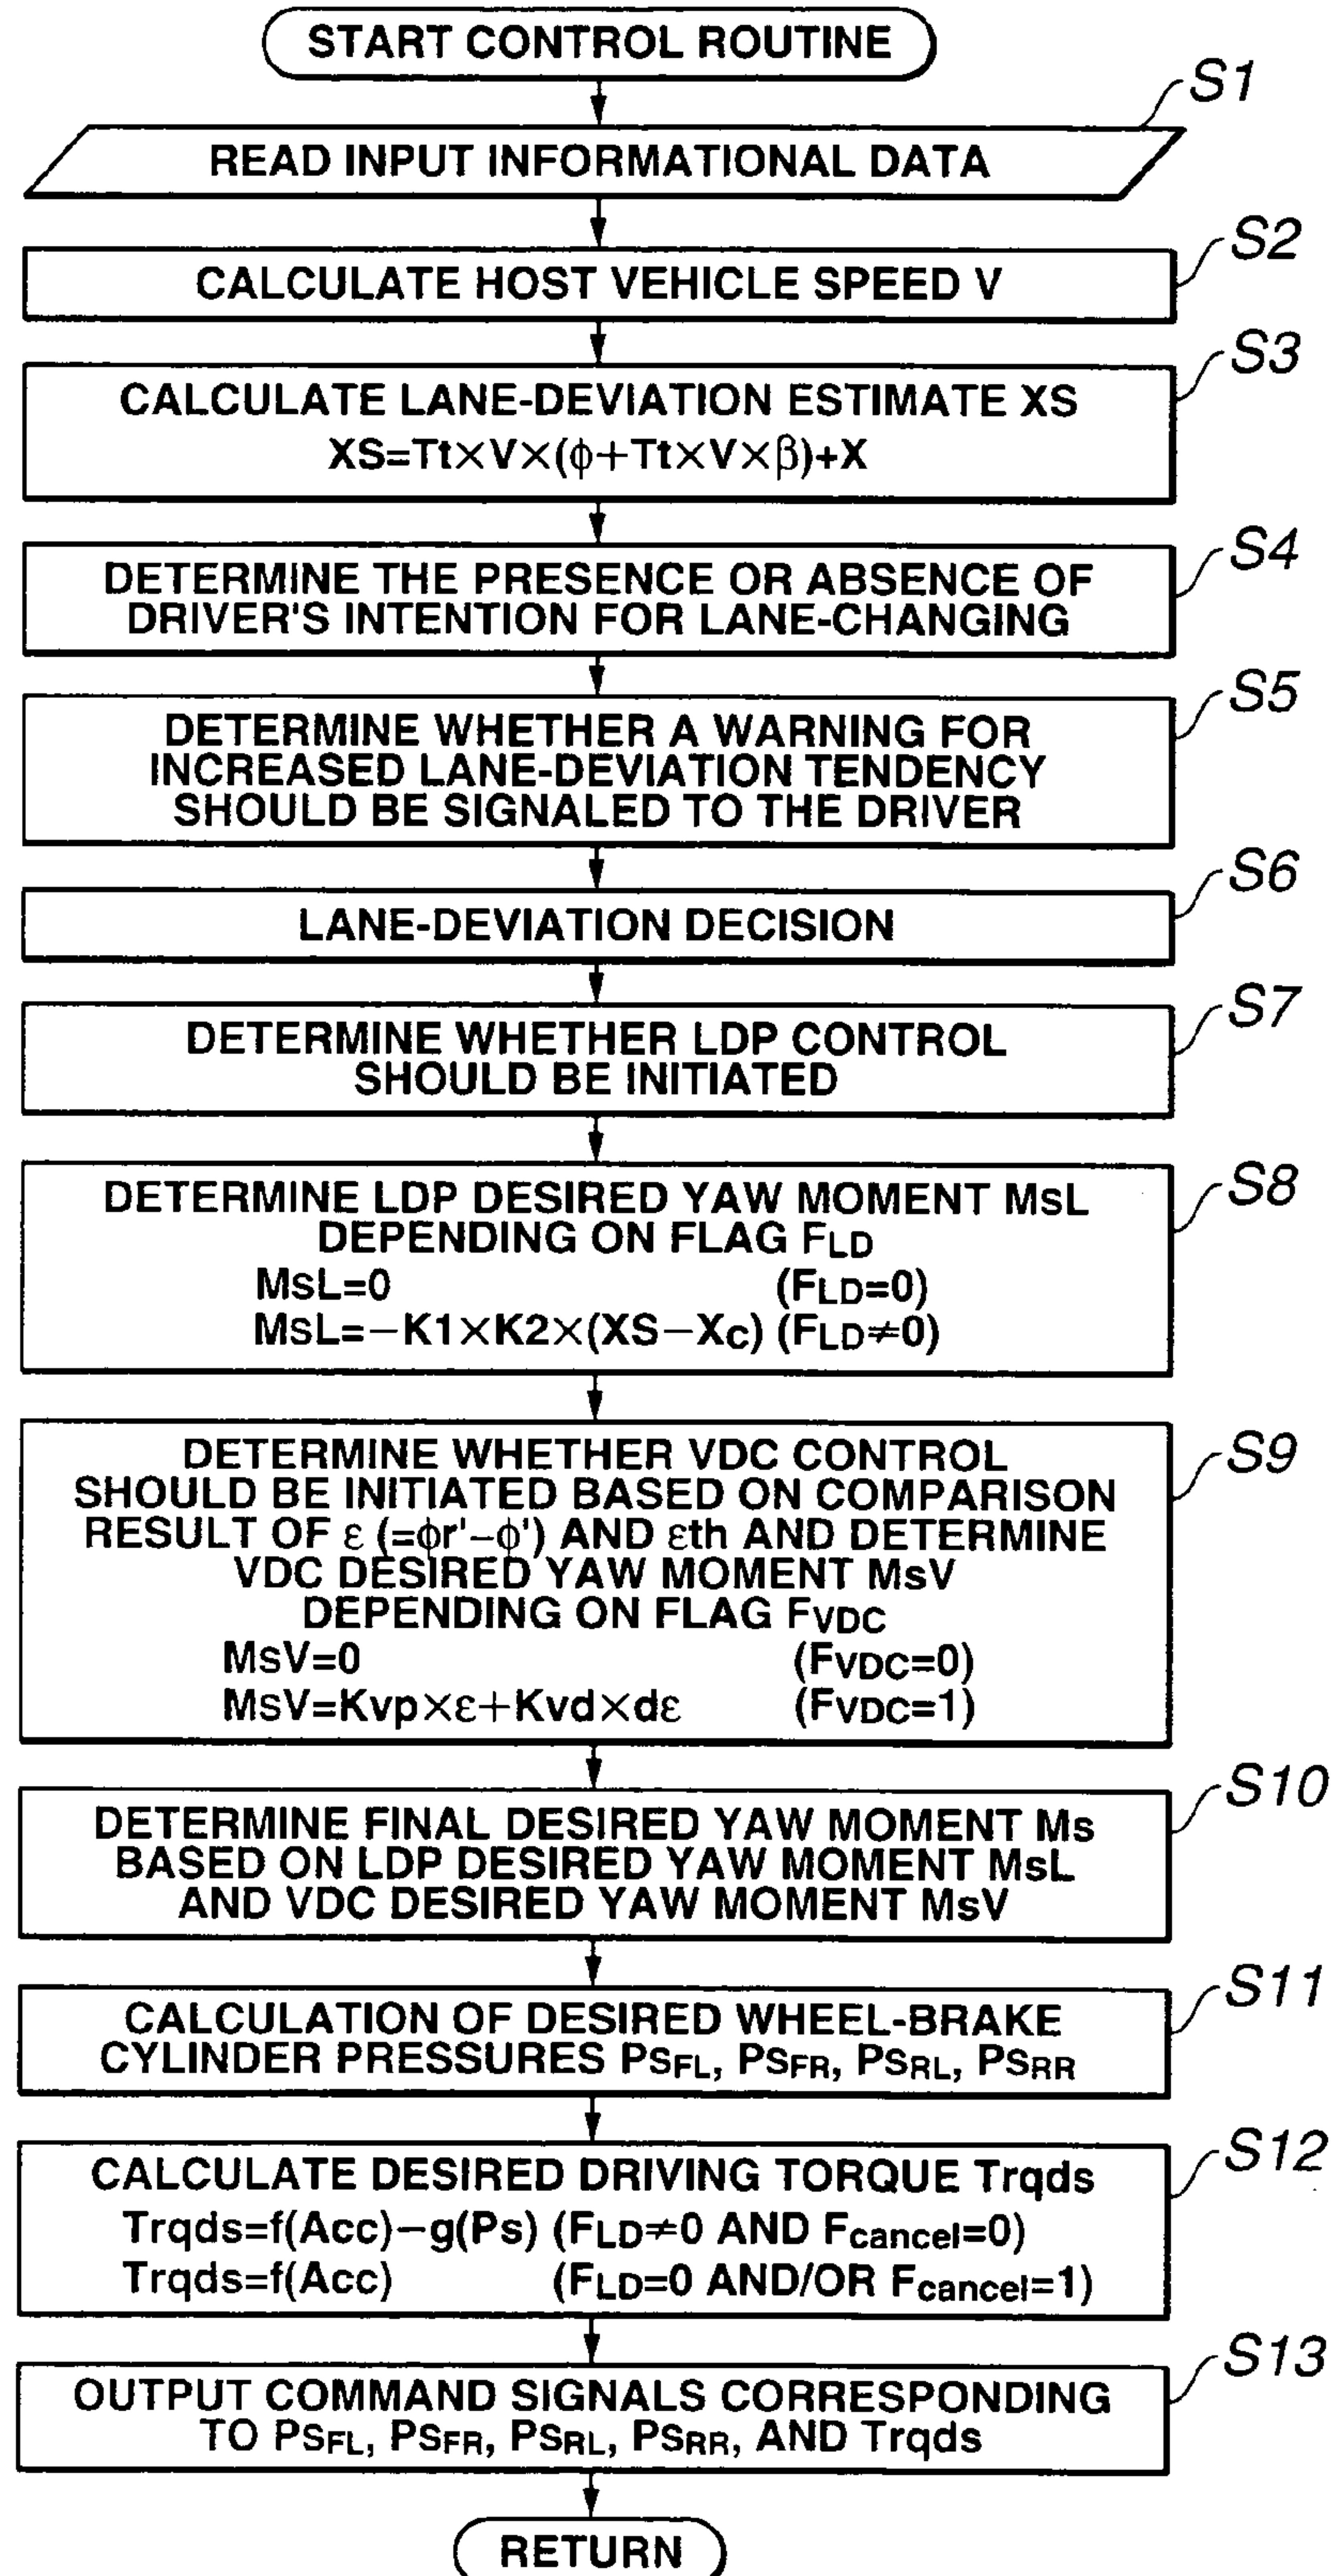 START CONTROL ROUTINE
S1
READ INPUT INFORMATIONAL DATA
S2
CALCULATE HOST VEHICLE SPEED V
S3
CALCULATE LANE-DEVIATION ESTIMATE XS
XS=Tt×V×(ϕ+Tt×V×β)+X
S4
DETERMINE THE PRESENCE OR ABSENCE OF
DRIVER'S INTENTION FOR LANE-CHANGING
S5
DETERMINE WHETHER A WARNING FOR
INCREASED LANE-DEVIATION TENDENCY
SHOULD BE SIGNALED TO THE DRIVER
S6
LANE-DEVIATION DECISION
S7
DETERMINE WHETHER LDP CONTROL
SHOULD BE INITIATED
S8
DETERMINE LDP DESIRED YAW MOMENT MsL
DEPENDING ON FLAG FLD
MsL=0 (FLD=0)
MsL=−K1×K2×(XS−Xc) (FLD≠0)
S9
DETERMINE WHETHER VDC CONTROL
SHOULD BE INITIATED BASED ON COMPARISON
RESULT OF ε (=ϕr'−ϕ') AND εth AND DETERMINE
VDC DESIRED YAW MOMENT MsV
DEPENDING ON FLAG FVDC
MsV=0 (FVDC=0)
MsV=Kvp×ε+Kvd×dε (FVDC=1)
S10
DETERMINE FINAL DESIRED YAW MOMENT Ms
BASED ON LDP DESIRED YAW MOMENT MsL
AND VDC DESIRED YAW MOMENT MsV
S11
CALCULATION OF DESIRED WHEEL-BRAKE
CYLINDER PRESSURES PSFL, PSFR, PSRL, PSRR
S12
CALCULATE DESIRED DRIVING TORQUE Trqds
Trqds=f(Acc)−g(Ps) (FLD≠0 AND Fcancel=0)
Trqds=f(Acc) (FLD=0 AND/OR Fcancel=1)
S13
OUTPUT COMMAND SIGNALS CORRESPONDING
TO PSFL, PSFR, PSRL, PSRR, AND Trqds
RETURN